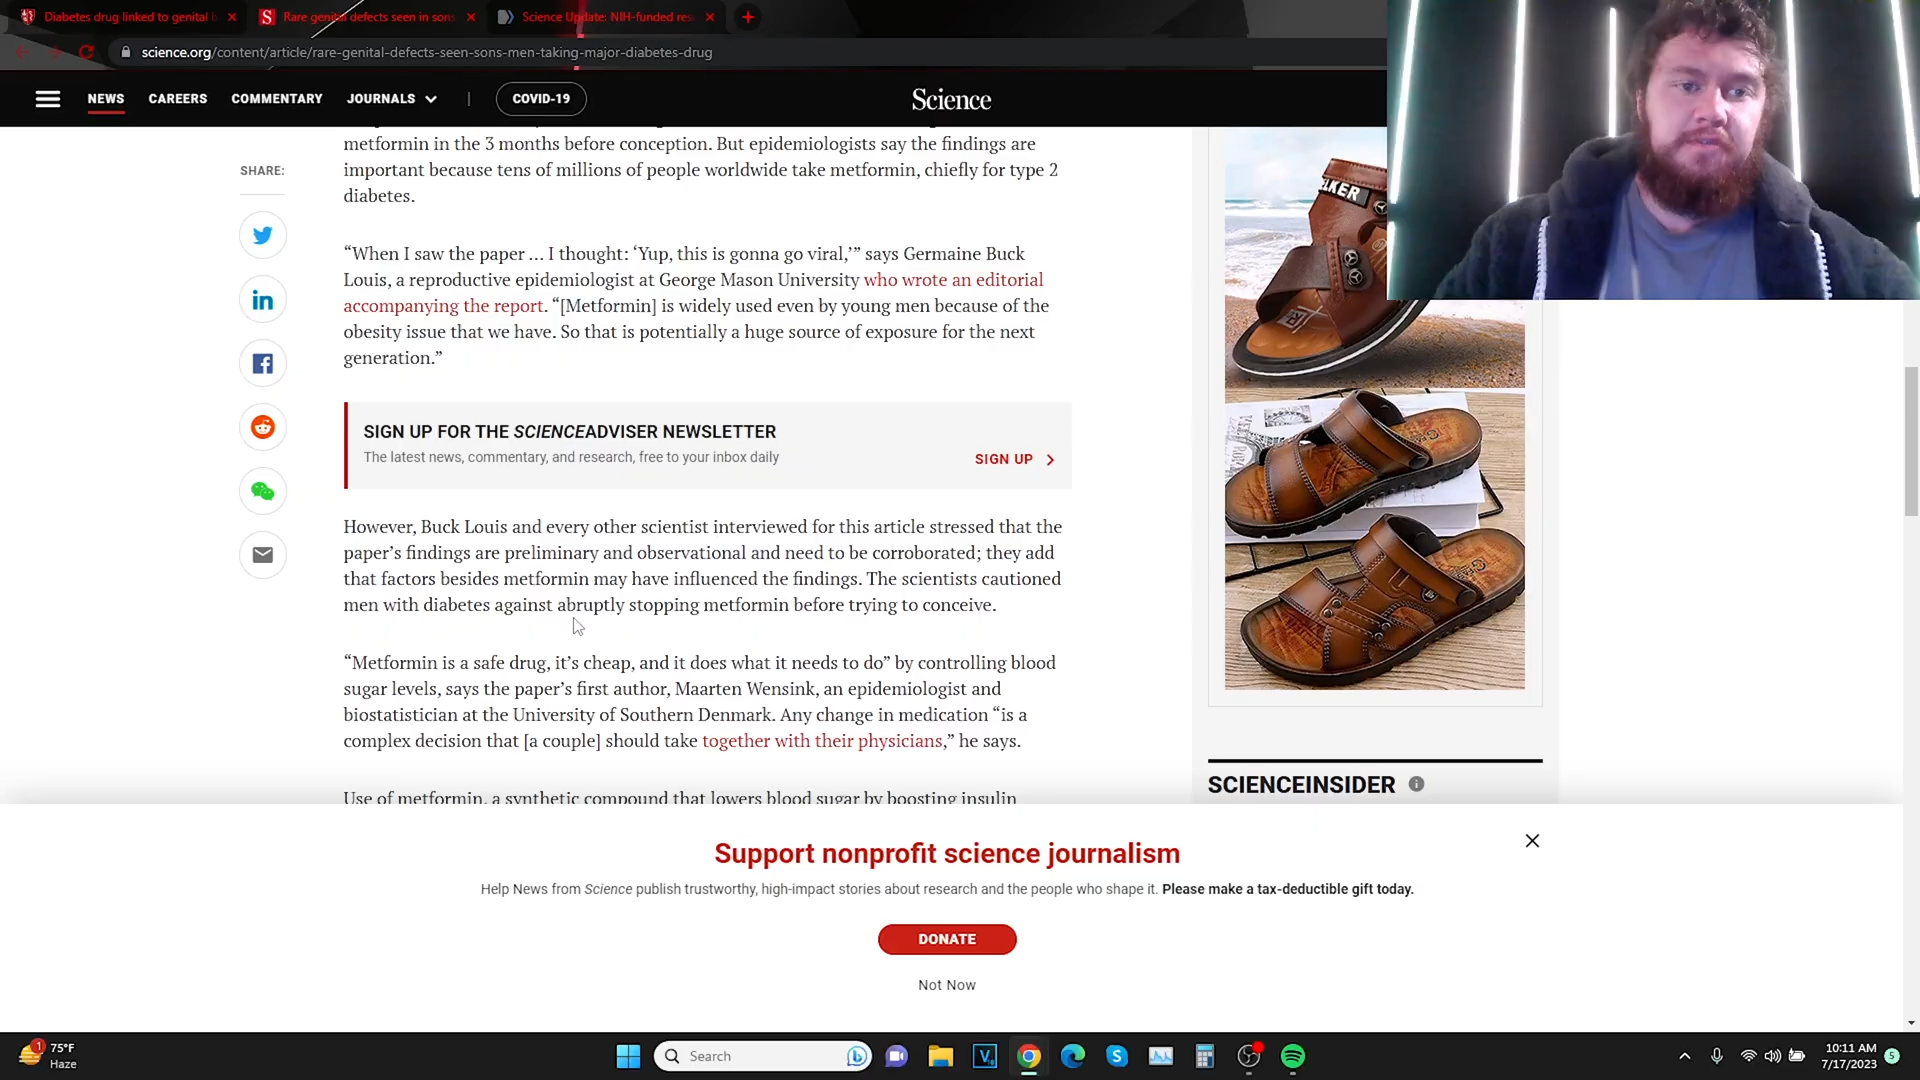 Diabetes drug linked to genital b
Rare genital defects seen in sons
Science Update: NIH-funded res
science.org/content/article/rare-genital-defects-seen-sons-men-taking-major-diabetes-drug
NEWS CAREERS COMMENTARY JOURNALS | COVID-19
Science
SHARE:
metformin in the 3 months before conception. But epidemiologists say the findings are
important because tens of millions of people worldwide take metformin, chiefly for type 2
diabetes.
“When I saw the paper … I thought: ‘Yup, this is gonna go viral,’” says Germaine Buck
Louis, a reproductive epidemiologist at George Mason University who wrote an editorial
accompanying the report. “[Metformin] is widely used even by young men because of the
obesity issue that we have. So that is potentially a huge source of exposure for the next
generation.”
SIGN UP FOR THE SCIENCEADVISER NEWSLETTER
The latest news, commentary, and research, free to your inbox daily
SIGN UP
However, Buck Louis and every other scientist interviewed for this article stressed that the
paper’s findings are preliminary and observational and need to be corroborated; they add
that factors besides metformin may have influenced the findings. The scientists cautioned
men with diabetes against abruptly stopping metformin before trying to conceive.
“Metformin is a safe drug, it’s cheap, and it does what it needs to do” by controlling blood
sugar levels, says the paper’s first author, Maarten Wensink, an epidemiologist and
biostatistician at the University of Southern Denmark. Any change in medication “is a
complex decision that [a couple] should take together with their physicians,” he says.
Use of metformin, a synthetic compound that lowers blood sugar by boosting insulin
SCIENCEINSIDER
Support nonprofit science journalism
Help News from Science publish trustworthy, high-impact stories about research and the people who shape it. Please make a tax-deductible gift today.
DONATE
Not Now
1
75°F
Haze
Search
10:11 AM
7/17/2023
5